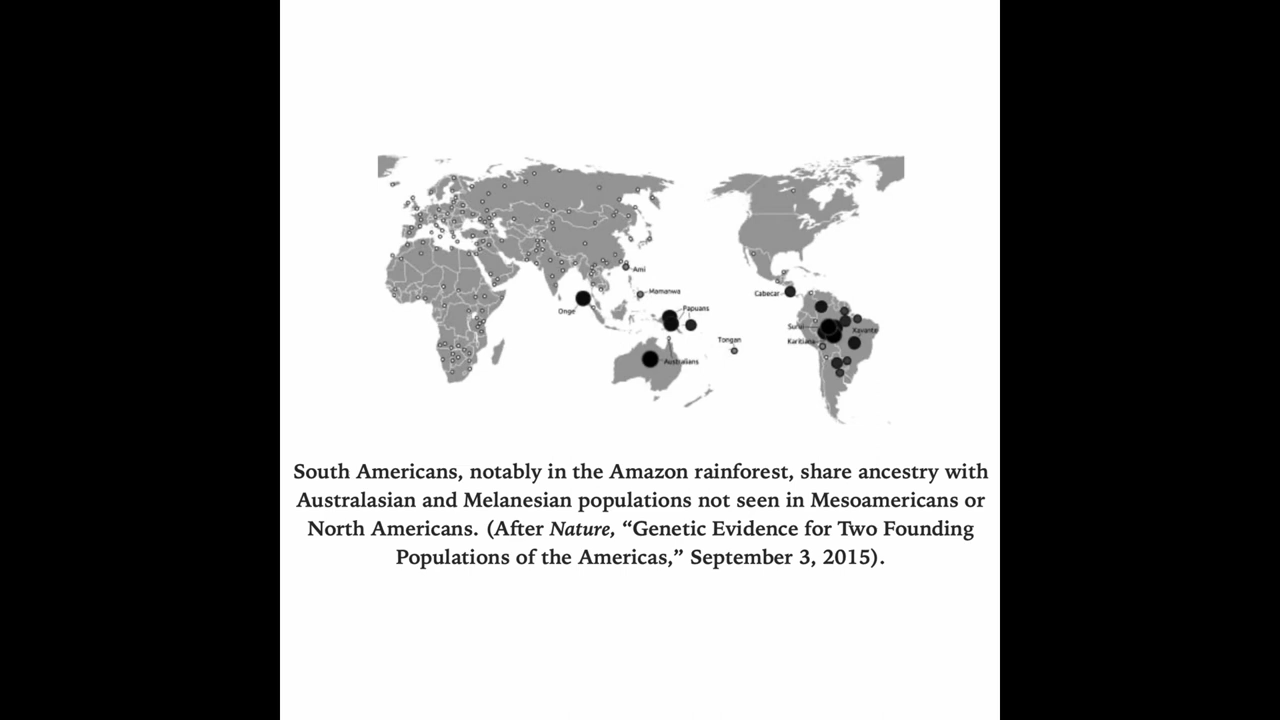 Ami
Mamanwa
Onge
Papuans
Cabecar
Surui
Xavante
Karitiana
Tongan
Australians
South Americans, notably in the Amazon rainforest, share ancestry with
Australasian and Melanesian populations not seen in Mesoamericans or
North Americans. (After Nature, “Genetic Evidence for Two Founding
Populations of the Americas,” September 3, 2015).